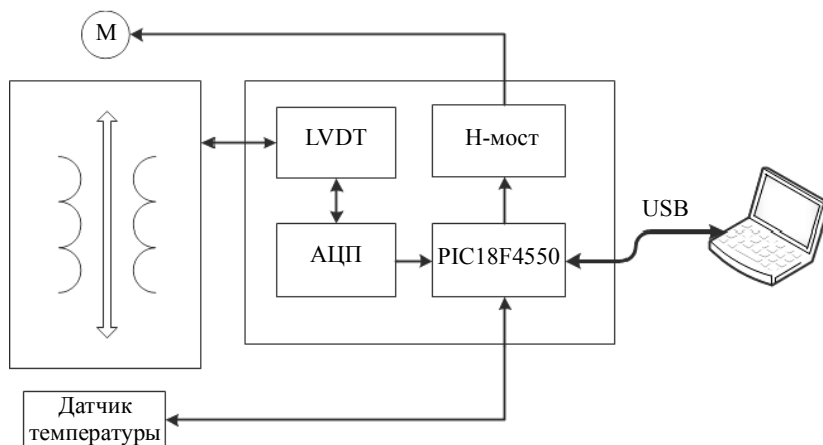 М
LVDT
Н-мост
USB
АЦП
PIC18F4550
Датчик
температуры